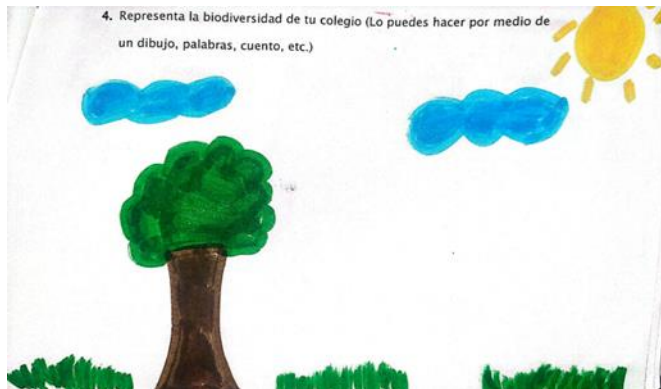 4. Representa la biodiversidad de tu colegio (Lo puedes hacer por medio de
un dibujo, palabras, cuento, etc.)